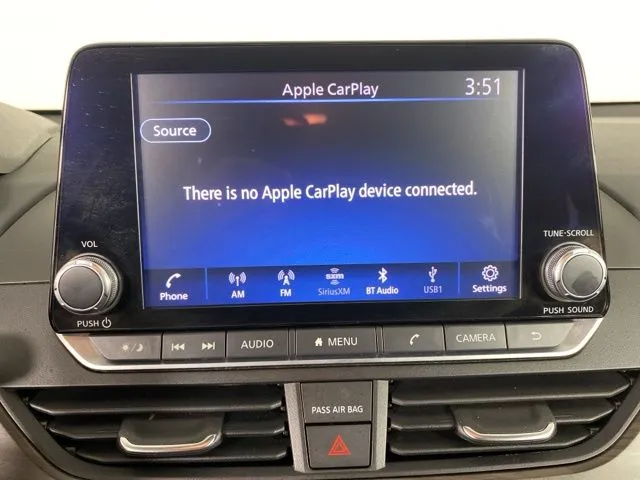 Apple CarPlay 3:51
Source
There is no Apple CarPlay device connected.
VOL
TUNE·SCROLL
Phone AM FM sxm SiriusXM BT Audio USB1 Settings
PUSH
PUSH SOUND
AUDIO MENU CAMERA
PASS AIR BAG